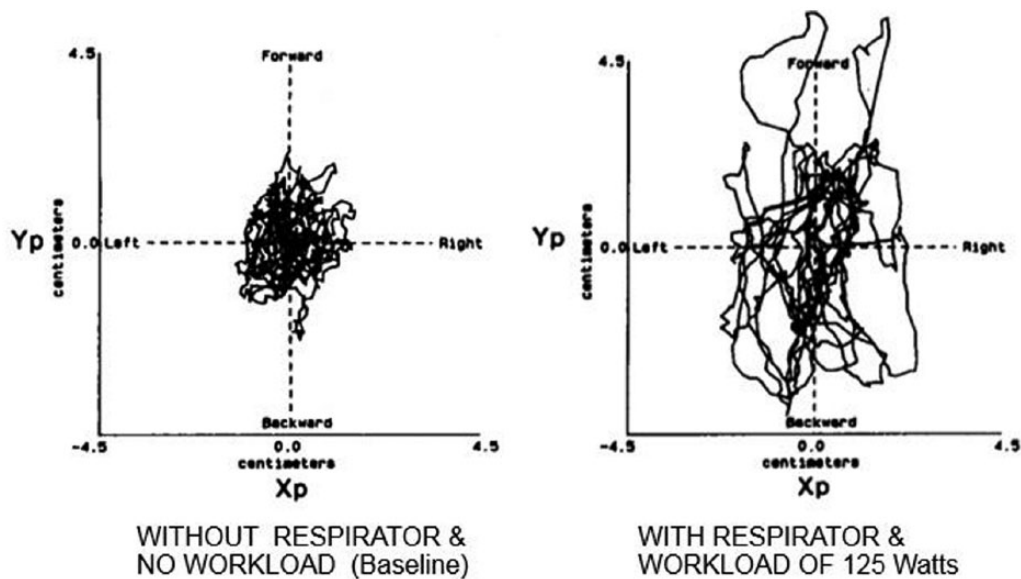 4.5
Forward
Yp
0.0 Left
Right
centimeters
Backward
-4.5
0.0
4.5
centimeters
Xp
WITHOUT RESPIRATOR &
NO WORKLOAD (Baseline)
4.5
Forward
Yp
0.0 Left
Right
centimeters
Backward
-4.5
0.0
4.5
centimeters
Xp
WITH RESPIRATOR &
WORKLOAD OF 125 Watts